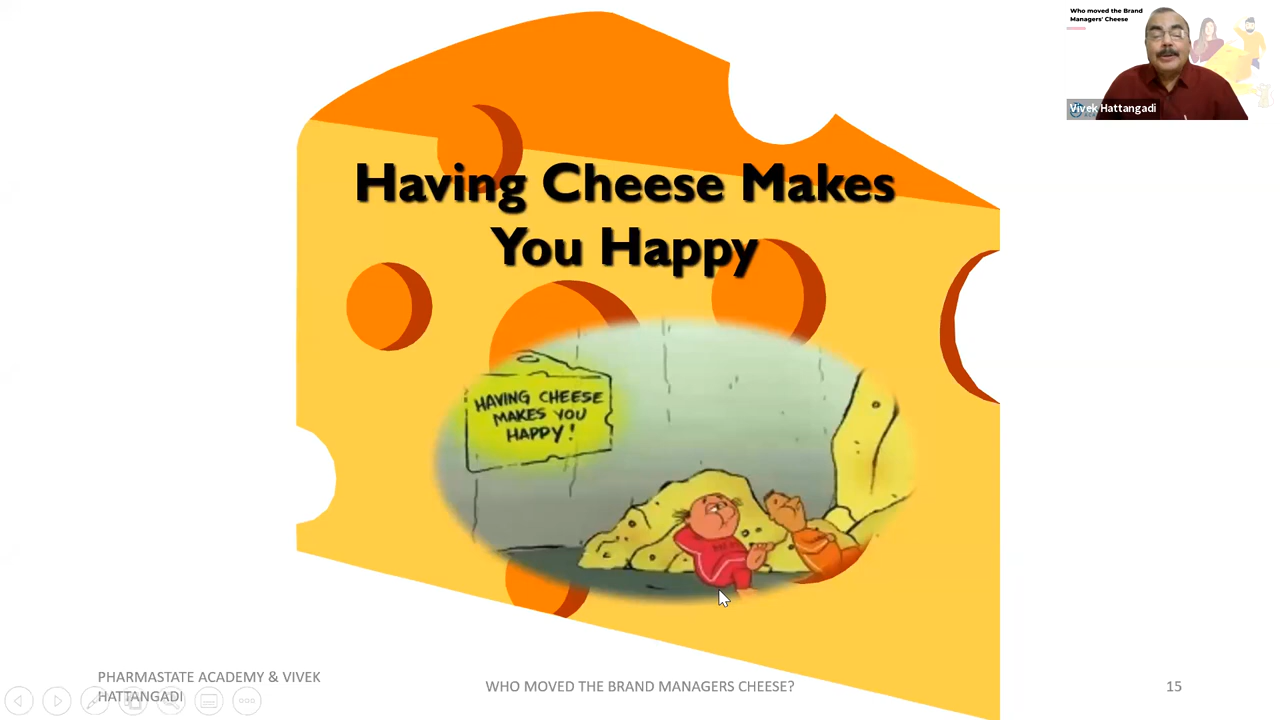 Who moved the Brand
Managers' Cheese
Vivek Hattangadi
Having Cheese Makes
You Happy
HAVING CHEESE
MAKES YOU
HAPPY!
PHARMASTATE ACADEMY & VIVEK
HATTANGADI
WHO MOVED THE BRAND MANAGERS CHEESE?
15